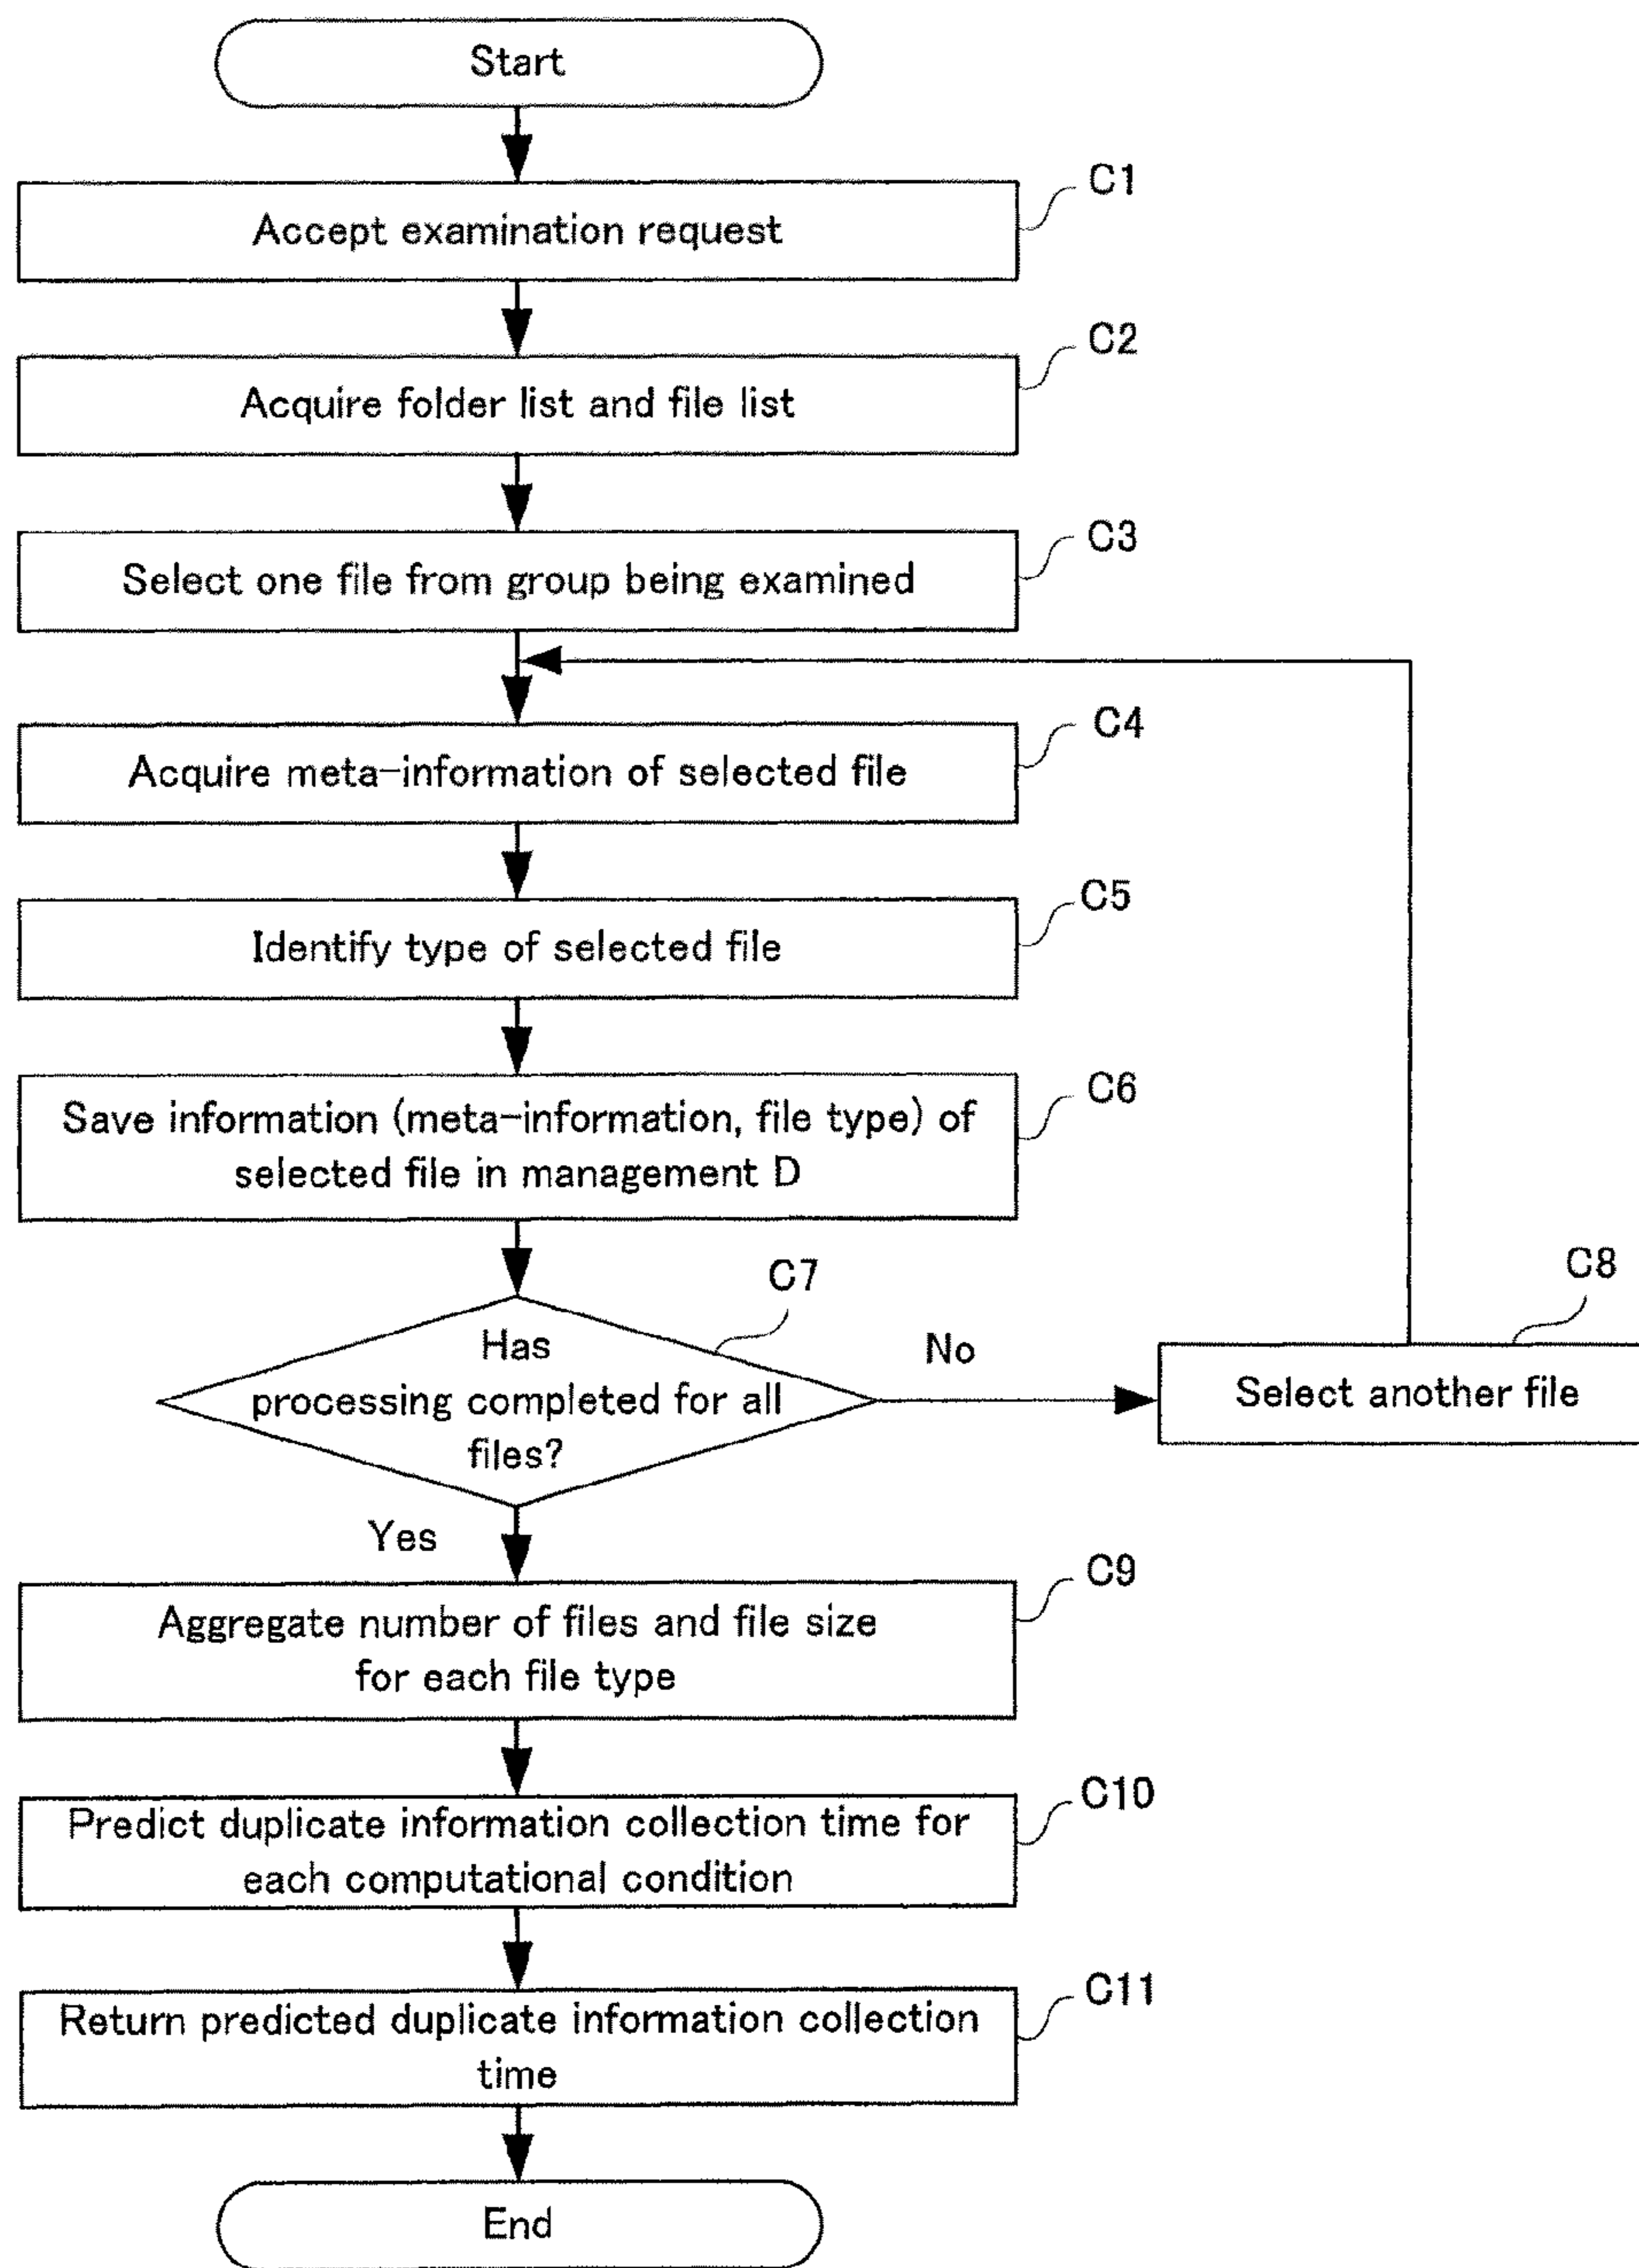 Start
C1
Accept examination request
C2
Acquire folder list and file list
C3
Select one file from group being examined
C4
Acquire meta-information of selected file
C5
Identify type of selected file
C6
Save information (meta-information, file type) of
selected file in management D
C7
Has
processing completed for all
files?
No
C8
Select another file
Yes
C9
Aggregate number of files and file size
for each file type
C10
Predict duplicate information collection time for
each computational condition
C11
Return predicted duplicate information collection
time
End